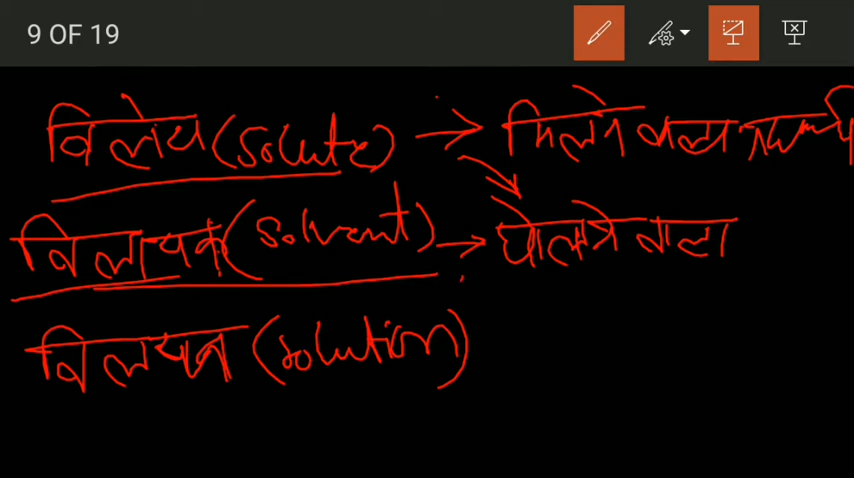 9 OF 19
विलेय (solute) → मिलने वाला
विलायक (solvent) → घोलने वाला
विलयन (solution)